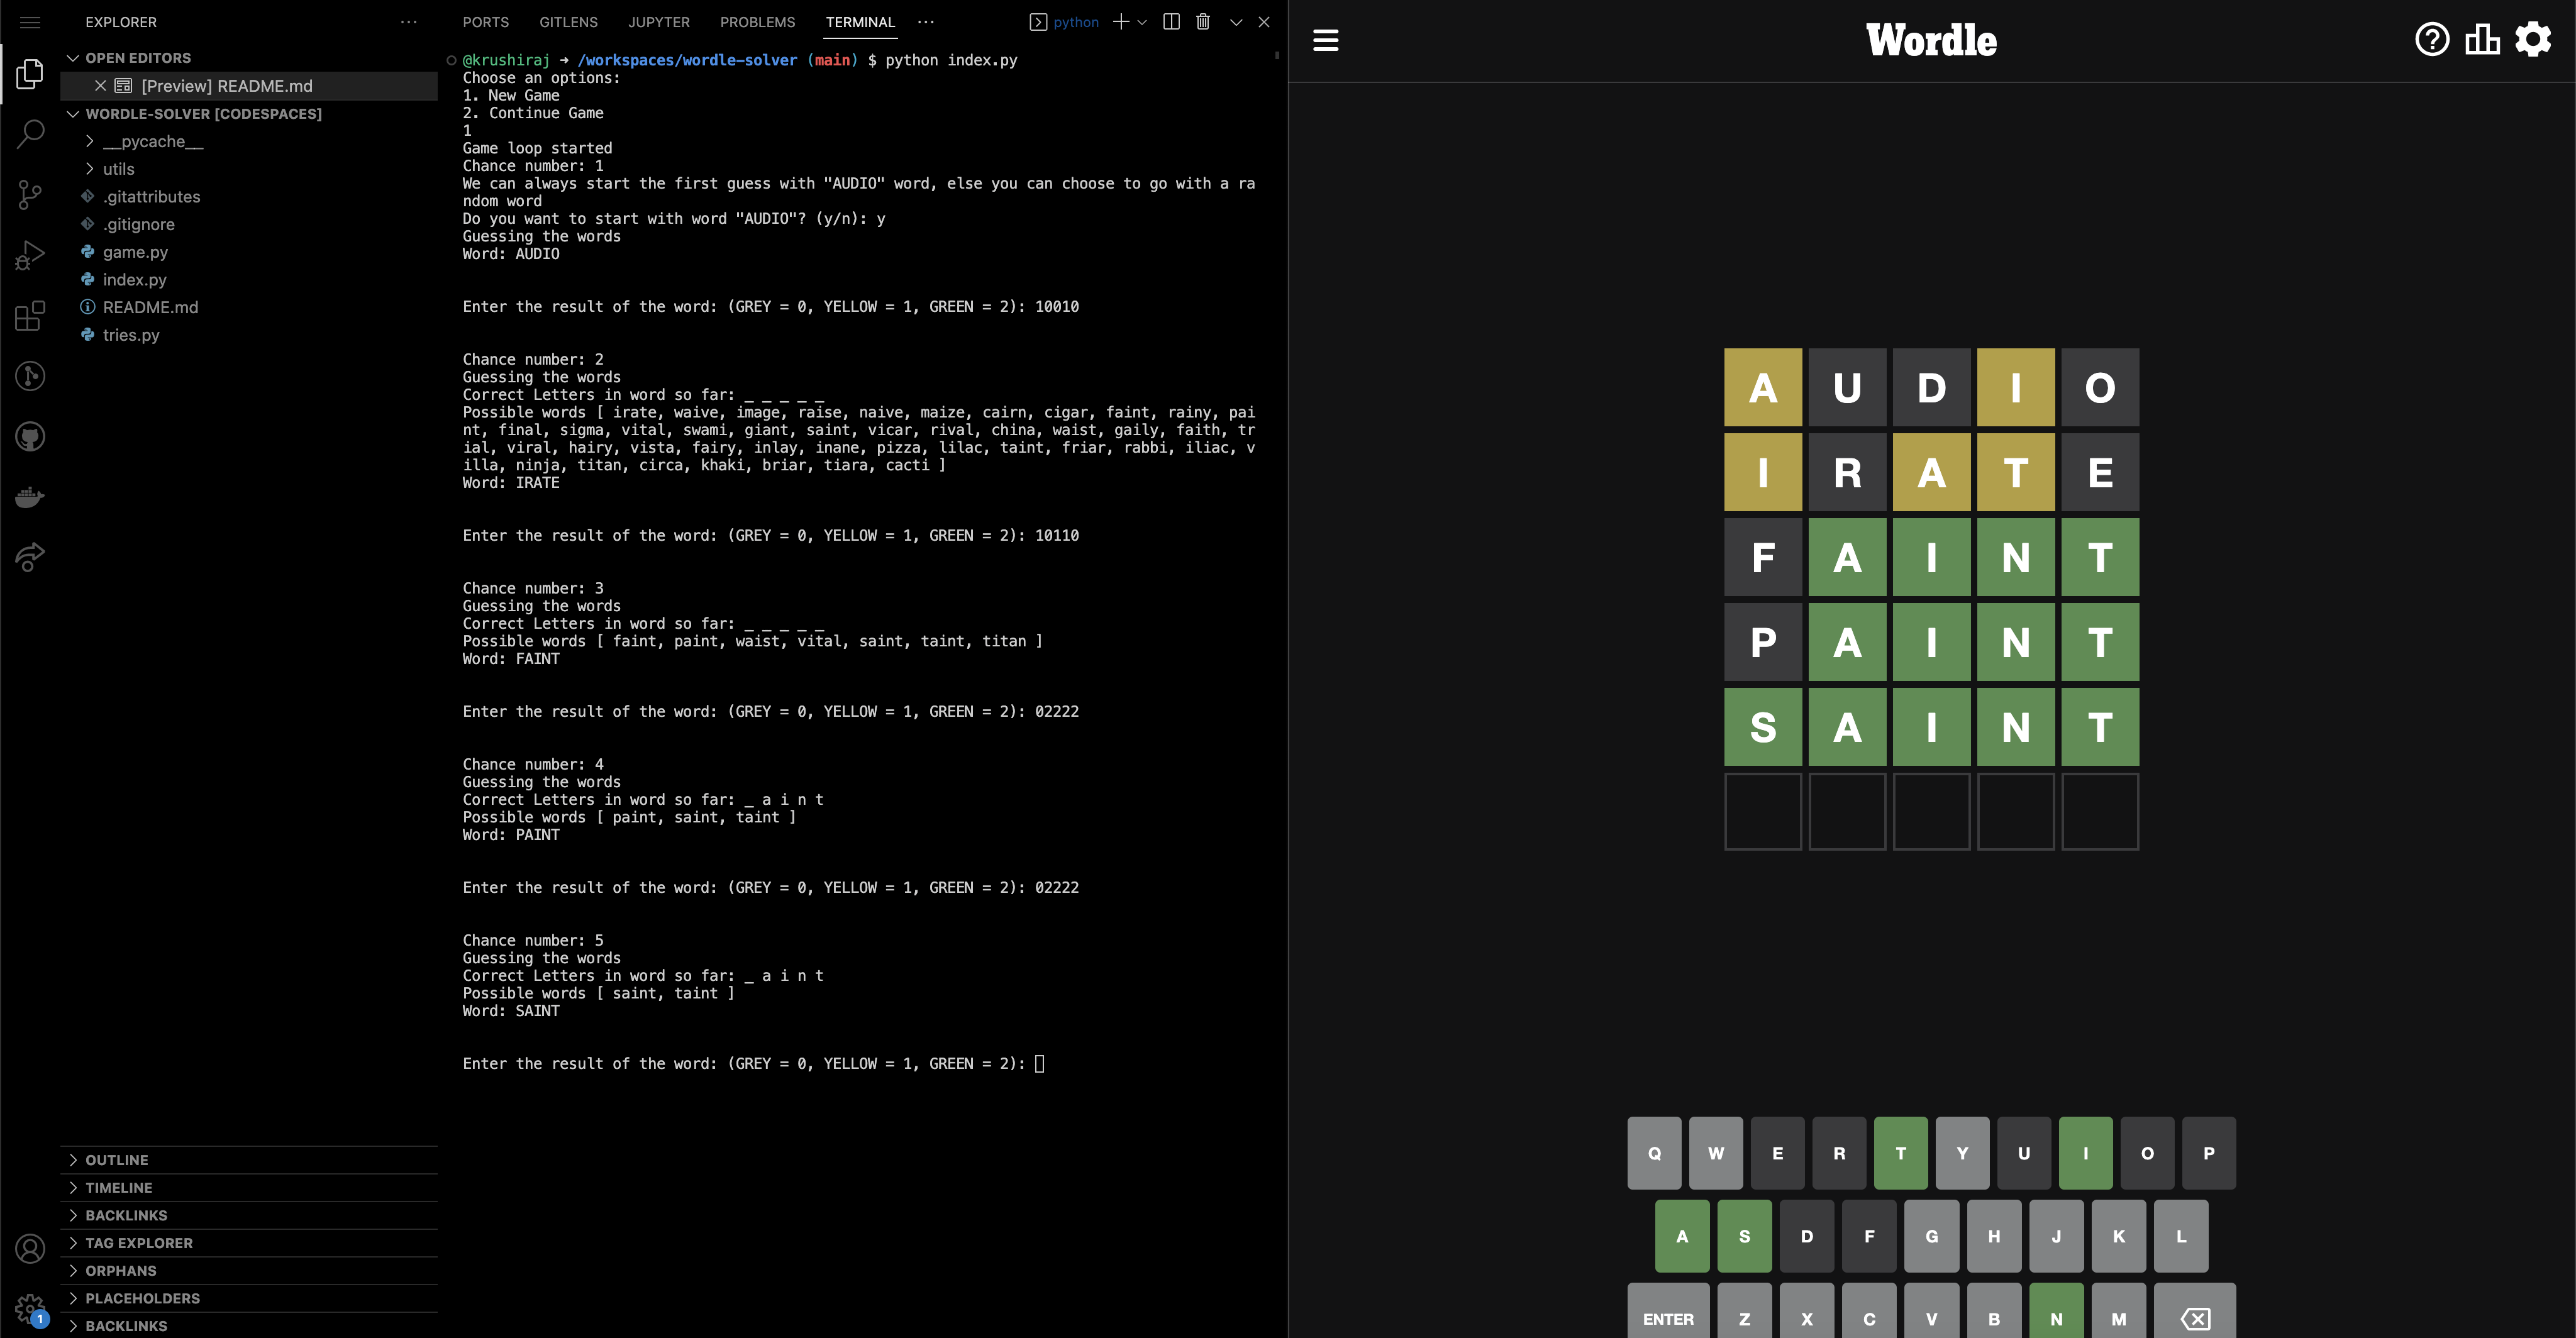 EXPLORER
OPEN EDITORS
[Preview] README.md
WORDLE-SOLVER [CODESPACES]
__pycache__
utils
.gitattributes
.gitignore
game.py
index.py
README.md
tries.py
OUTLINE
TIMELINE
BACKLINKS
TAG EXPLORER
ORPHANS
PLACEHOLDERS
BACKLINKS
1
PORTS GITLENS JUPYTER PROBLEMS TERMINAL python
@krushiraj ➜ /workspaces/wordle-solver (main) $ python index.py
Choose an options:
1. New Game
2. Continue Game
1
Game loop started
Chance number: 1
We can always start the first guess with "AUDIO" word, else you can choose to go with a ra
ndom word
Do you want to start with word "AUDIO"? (y/n): y
Guessing the words
Word: AUDIO
Enter the result of the word: (GREY = 0, YELLOW = 1, GREEN = 2): 10010
Chance number: 2
Guessing the words
Correct Letters in word so far: _ _ _ _ _
Possible words [ irate, waive, image, raise, naive, maize, cairn, cigar, faint, rainy, pai
nt, final, sigma, vital, swami, giant, saint, vicar, rival, china, waist, gaily, faith, tr
ial, viral, hairy, vista, fairy, inlay, inane, pizza, lilac, taint, friar, rabbi, iliac, v
illa, ninja, titan, circa, khaki, briar, tiara, cacti ]
Word: IRATE
Enter the result of the word: (GREY = 0, YELLOW = 1, GREEN = 2): 10110
Chance number: 3
Guessing the words
Correct Letters in word so far: _ _ _ _ _
Possible words [ faint, paint, waist, vital, saint, taint, titan ]
Word: FAINT
Enter the result of the word: (GREY = 0, YELLOW = 1, GREEN = 2): 02222
Chance number: 4
Guessing the words
Correct Letters in word so far: _ a i n t
Possible words [ paint, saint, taint ]
Word: PAINT
Enter the result of the word: (GREY = 0, YELLOW = 1, GREEN = 2): 02222
Chance number: 5
Guessing the words
Correct Letters in word so far: _ a i n t
Possible words [ saint, taint ]
Word: SAINT
Enter the result of the word: (GREY = 0, YELLOW = 1, GREEN = 2):
Wordle
A U D I O
I R A T E
F A I N T
P A I N T
S A I N T
Q W E R T Y U I O P
A S D F G H J K L
ENTER Z X C V B N M